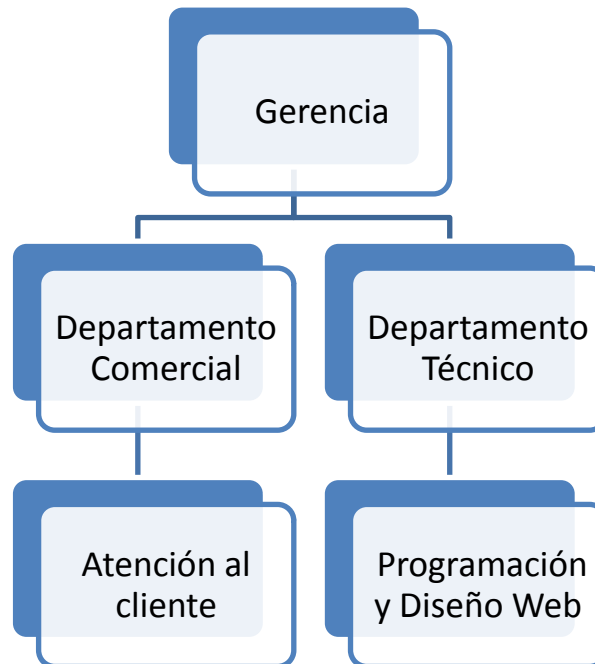 Gerencia
Departamento
Comercial
Departamento
Técnico
Atención al
cliente
Programación
y Diseño Web